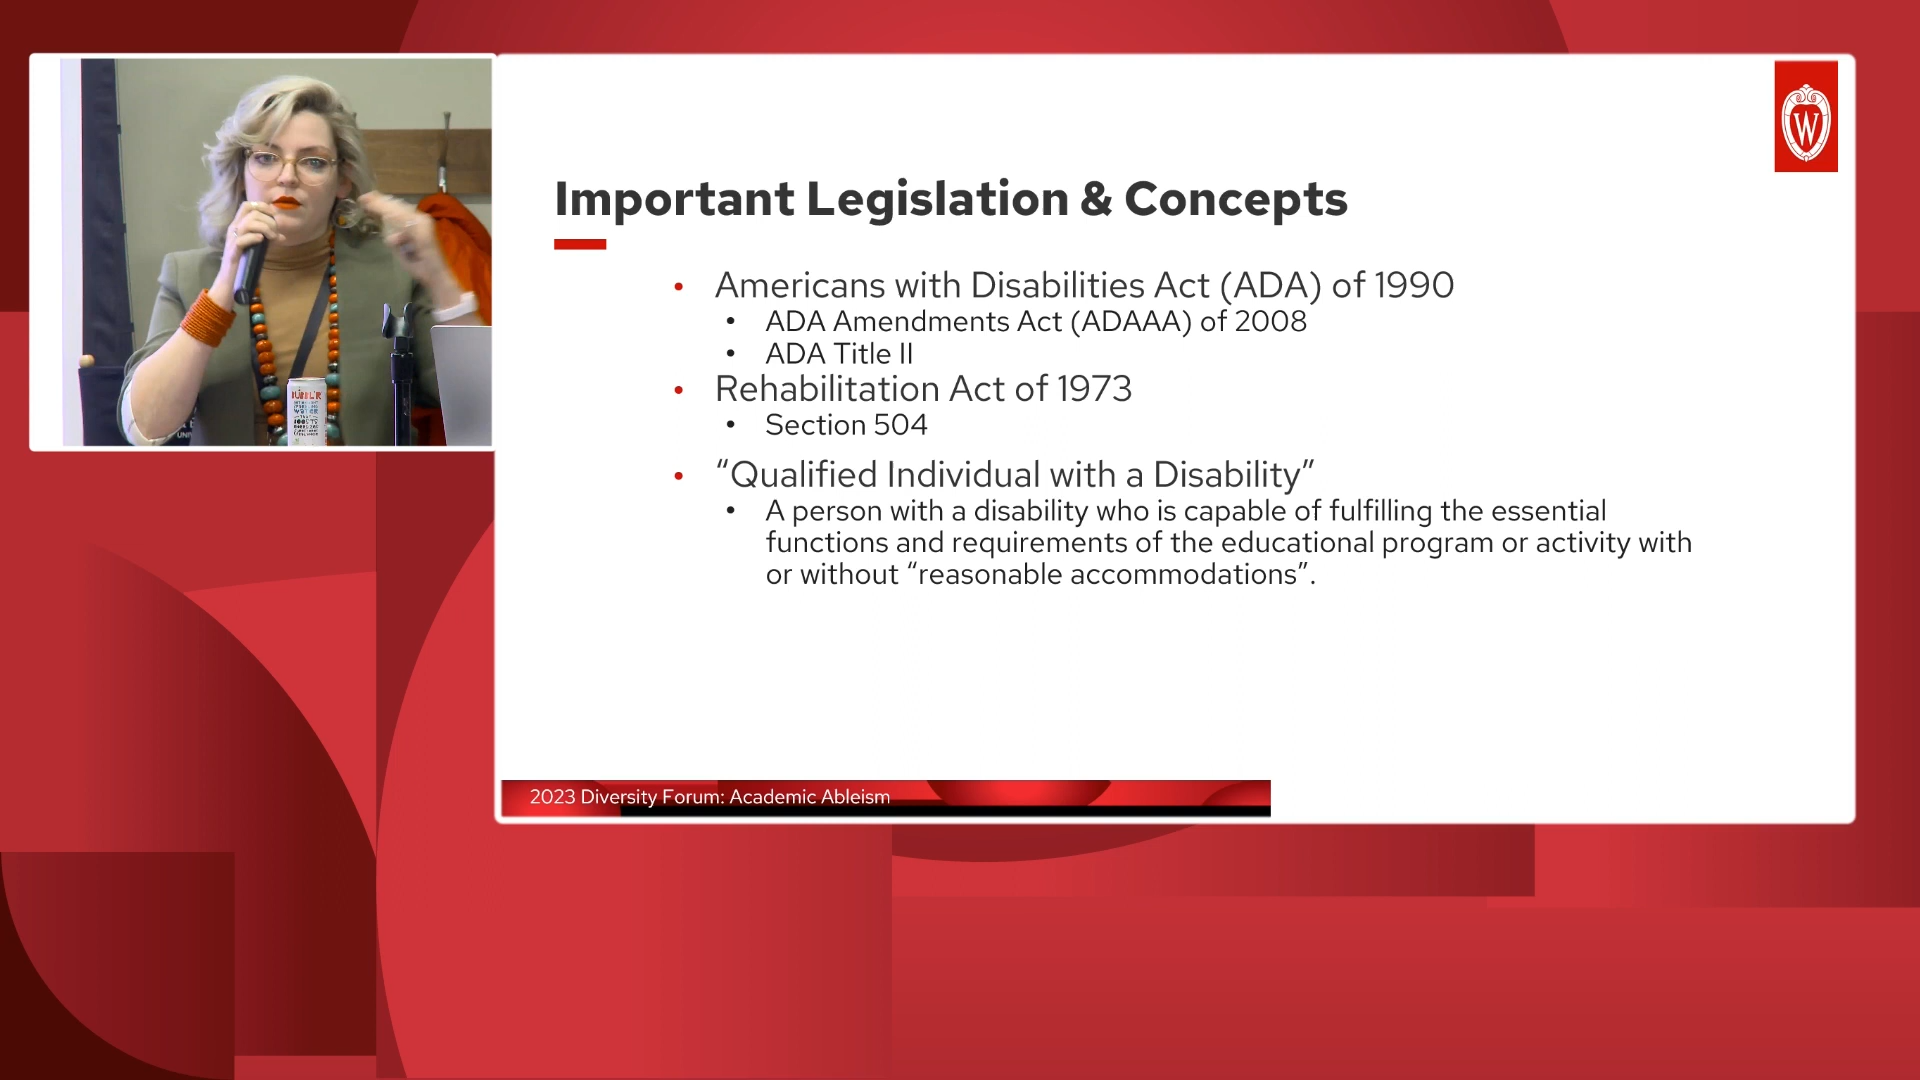 W
Important Legislation & Concepts
• Americans with Disabilities Act (ADA) of 1990
• ADA Amendments Act (ADAAA) of 2008
• ADA Title II
• Rehabilitation Act of 1973
• Section 504
• “Qualified Individual with a Disability”
• A person with a disability who is capable of fulfilling the essential
functions and requirements of the educational program or activity with
or without “reasonable accommodations”.
2023 Diversity Forum: Academic Ableism